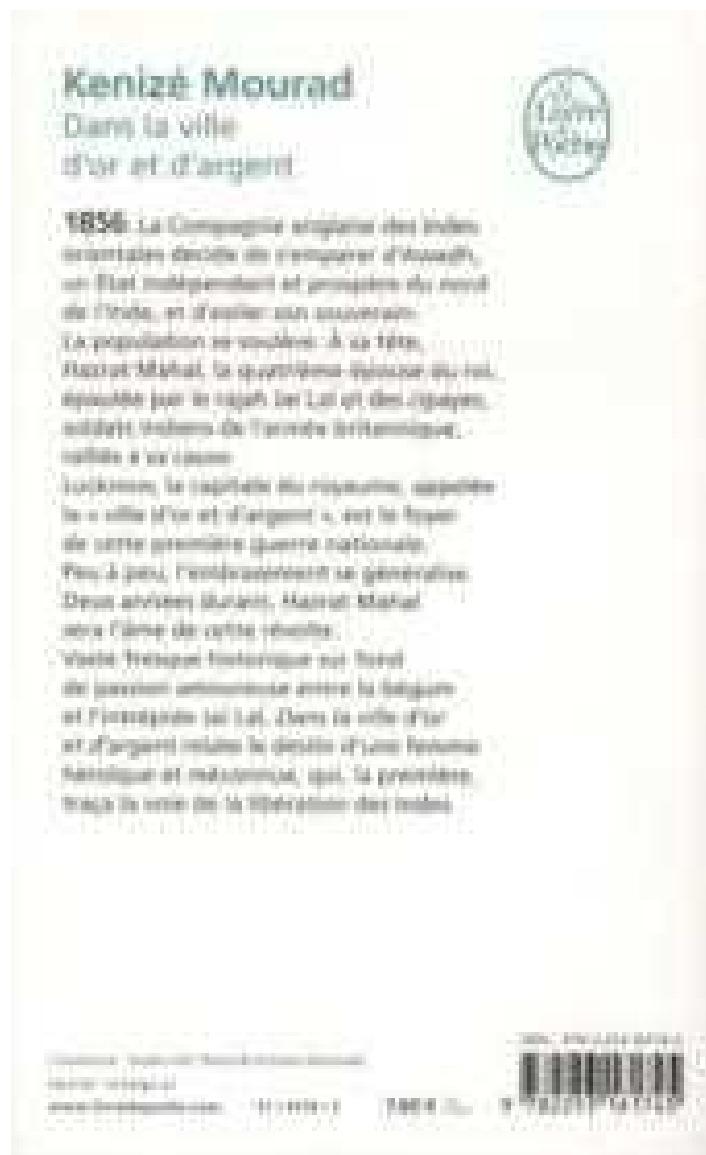 Kenizé Mourad
Dans la ville
d'or et d'argent
Le Livre de Poche
1856. La Compagnie anglaise des Indes
orientales décide de s'emparer d'Awadh,
un État indépendant et prospère du nord
de l'Inde, et d'exiler son souverain.
La population se soulève. À sa tête,
Hazrat Mahal, la quatrième épouse du roi,
épaulée par le rajah Jai Lal et des cipayes,
soldats indiens de l'armée britannique,
ralliés à sa cause.
Lucknow, la capitale du royaume, appelée
la « ville d'or et d'argent », est le foyer
de cette première guerre nationale.
Peu à peu, l'embrasement se généralise.
Deux années durant, Hazrat Mahal
sera l'âme de cette révolte.
Vaste fresque historique sur fond
de passion amoureuse entre la bégum
et l'intrépide Jai Lal, Dans la ville d'or
et d'argent relate le destin d'une femme
héroïque et méconnue, qui, la première,
traça la voie de la libération des Indes.